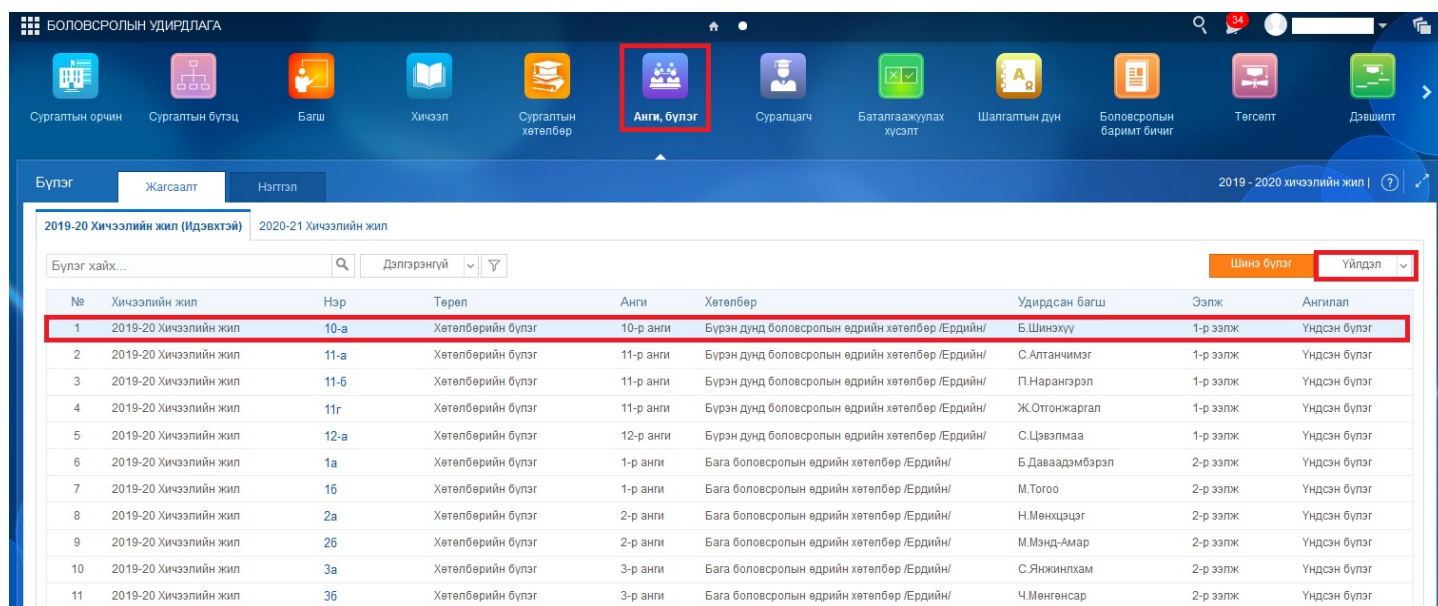 БОЛОВСРОЛЫН УДИРДЛАГА
34
Сургалтын орчин Сургалтын бүтэц Багш Хичээл Сургалтын хөтөлбөр Анги, бүлэг Суралцагч Баталгаажуулах хүсэлт Шалгалтын дүн Боловсролын баримт бичиг Төгсөлт Дэвшилт
Бүлэг Жагсаалт Нэгтгэл 2019 - 2020 хичээлийн жил | ?
2019-20 Хичээлийн жил (Идэвхтэй) 2020-21 Хичээлийн жил
Бүлэг хайх... Дэлгэрэнгүй Шинэ бүлэг Үйлдэл
№ Хичээлийн жил Нэр Төрөл Анги Хөтөлбөр Удирдсан багш Ээлж Ангилал
1 2019-20 Хичээлийн жил 10-а Хөтөлбөрийн бүлэг 10-р анги Бүрэн дунд боловсролын өдрийн хөтөлбөр /Ердийн/ Б.Шинэхүү 1-р ээлж Үндсэн бүлэг
2 2019-20 Хичээлийн жил 11-а Хөтөлбөрийн бүлэг 11-р анги Бүрэн дунд боловсролын өдрийн хөтөлбөр /Ердийн/ С.Алтанчимэг 1-р ээлж Үндсэн бүлэг
3 2019-20 Хичээлийн жил 11-б Хөтөлбөрийн бүлэг 11-р анги Бүрэн дунд боловсролын өдрийн хөтөлбөр /Ердийн/ П.Нарангэрэл 1-р ээлж Үндсэн бүлэг
4 2019-20 Хичээлийн жил 11г Хөтөлбөрийн бүлэг 11-р анги Бүрэн дунд боловсролын өдрийн хөтөлбөр /Ердийн/ Ж.Отгонжаргал 1-р ээлж Үндсэн бүлэг
5 2019-20 Хичээлийн жил 12-а Хөтөлбөрийн бүлэг 12-р анги Бүрэн дунд боловсролын өдрийн хөтөлбөр /Ердийн/ С.Цэвэлмаа 1-р ээлж Үндсэн бүлэг
6 2019-20 Хичээлийн жил 1а Хөтөлбөрийн бүлэг 1-р анги Бага боловсролын өдрийн хөтөлбөр /Ердийн/ Б.Даваадэмбэрэл 2-р ээлж Үндсэн бүлэг
7 2019-20 Хичээлийн жил 1б Хөтөлбөрийн бүлэг 1-р анги Бага боловсролын өдрийн хөтөлбөр /Ердийн/ М.Тогоо 2-р ээлж Үндсэн бүлэг
8 2019-20 Хичээлийн жил 2а Хөтөлбөрийн бүлэг 2-р анги Бага боловсролын өдрийн хөтөлбөр /Ердийн/ Н.Мөнхцэцэг 2-р ээлж Үндсэн бүлэг
9 2019-20 Хичээлийн жил 2б Хөтөлбөрийн бүлэг 2-р анги Бага боловсролын өдрийн хөтөлбөр /Ердийн/ М.Мэнд-Амар 2-р ээлж Үндсэн бүлэг
10 2019-20 Хичээлийн жил 3а Хөтөлбөрийн бүлэг 3-р анги Бага боловсролын өдрийн хөтөлбөр /Ердийн/ С.Янжинлхам 2-р ээлж Үндсэн бүлэг
11 2019-20 Хичээлийн жил 3б Хөтөлбөрийн бүлэг 3-р анги Бага боловсролын өдрийн хөтөлбөр /Ердийн/ Ч.Мөнгөнсар 2-р ээлж Үндсэн бүлэг